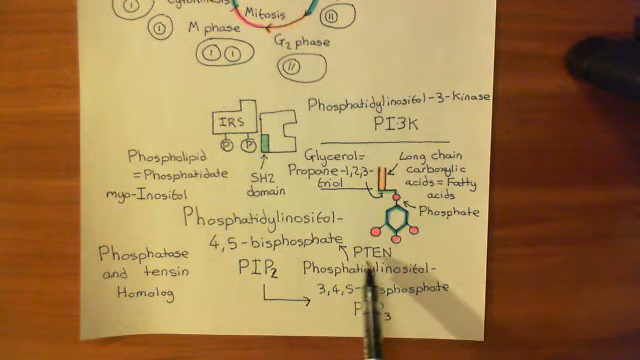 Mitosis
M phase
G2 phase
I
I
I
I
II
II
Phosphatidylinositol-3-kinase
PI3K
IRS
P
P
SH2
domain
Phospholipid
= Phosphatidate
myo-Inositol
Glycerol=
Propane-1,2,3-
triol
Long chain
carboxylic
acids = Fatty
acids
Phosphate
Phosphatidylinositol-
4,5-bisphosphate
PIP2
Phosphatase
and tensin
Homolog
PTEN
Phosphatidylinositol-
3,4,5-